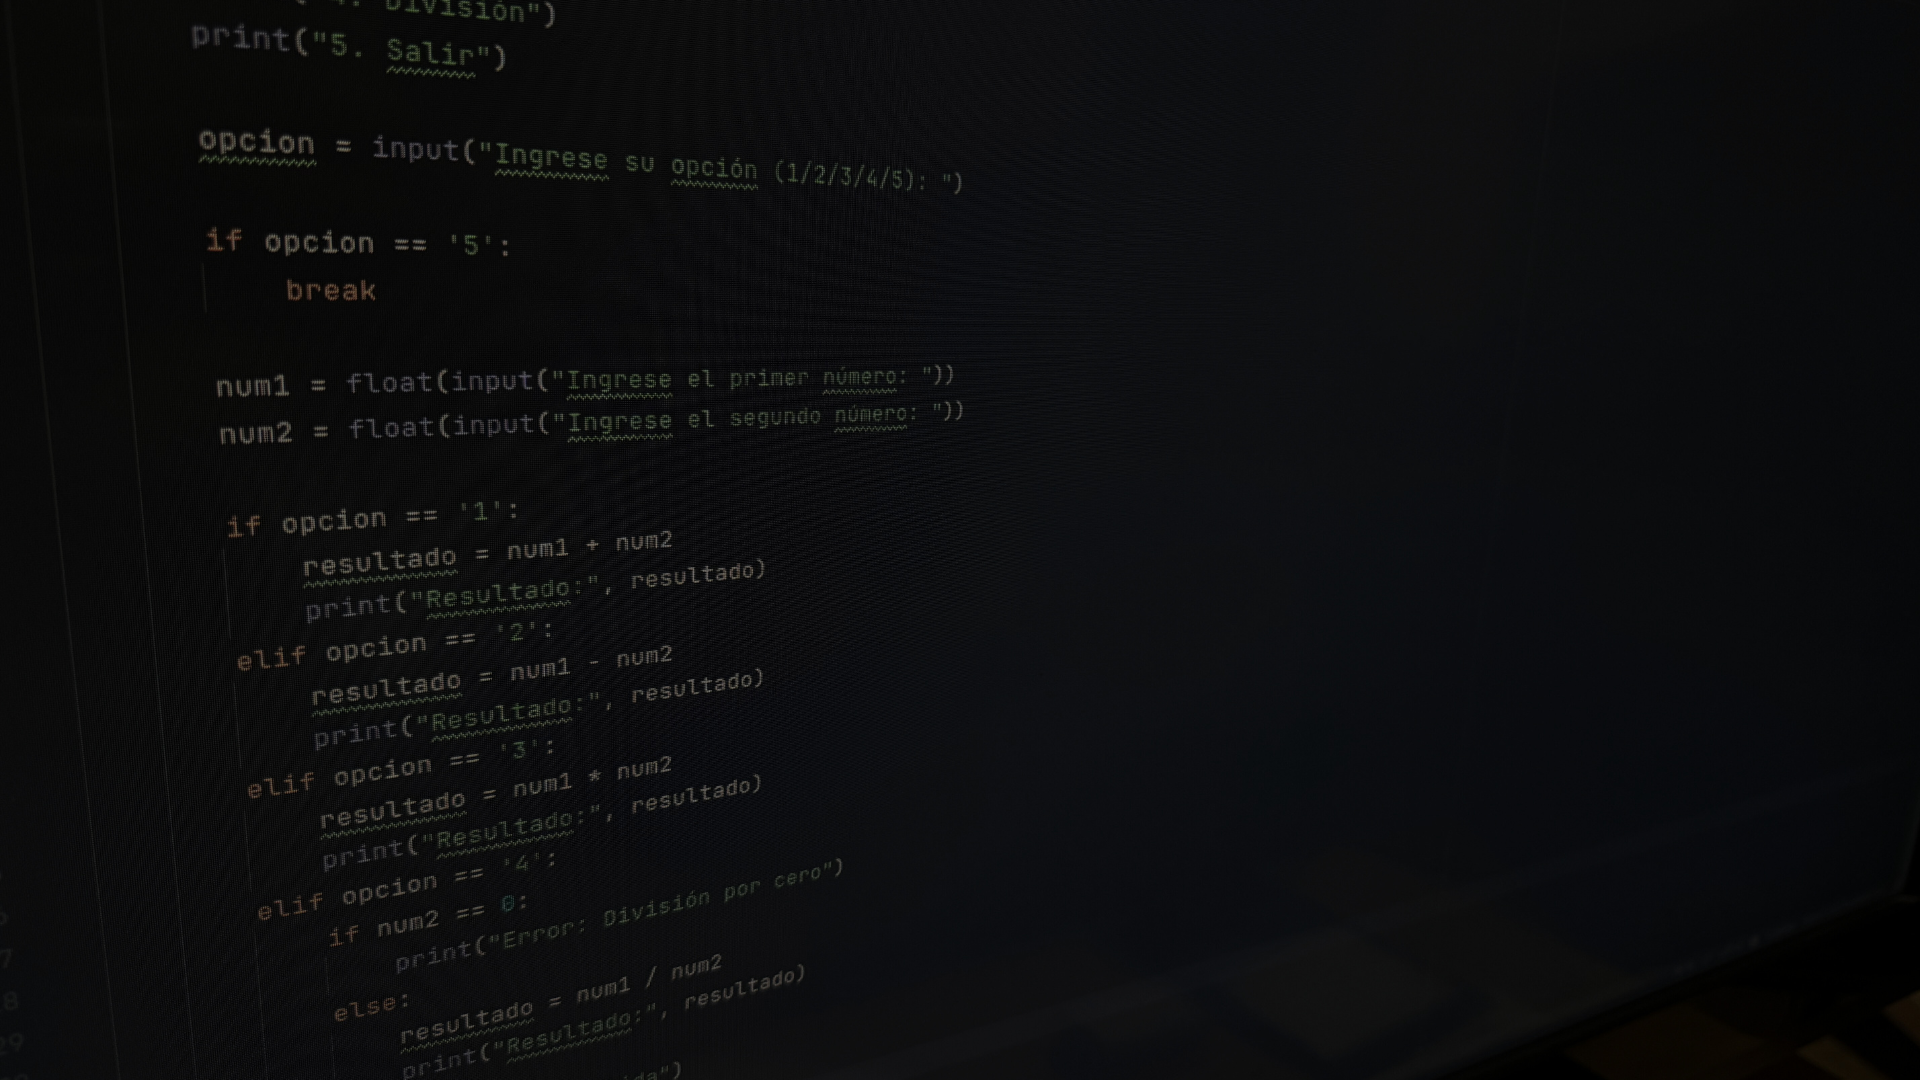 División")
print("5. Salir")
opcion = input("Ingrese su opción (1/2/3/4/5): ")
if opcion == '5':
break
num1 = float(input("Ingrese el primer número: "))
num2 = float(input("Ingrese el segundo número: "))
if opcion == '1':
resultado = num1 + num2
print("Resultado:", resultado)
elif opcion == '2':
resultado = num1 - num2
print("Resultado:", resultado)
elif opcion == '3':
resultado = num1 * num2
print("Resultado:", resultado)
elif opcion == '4':
if num2 == 0:
print("Error: División por cero")
else:
resultado = num1 / num2
print("Resultado:", resultado)
29